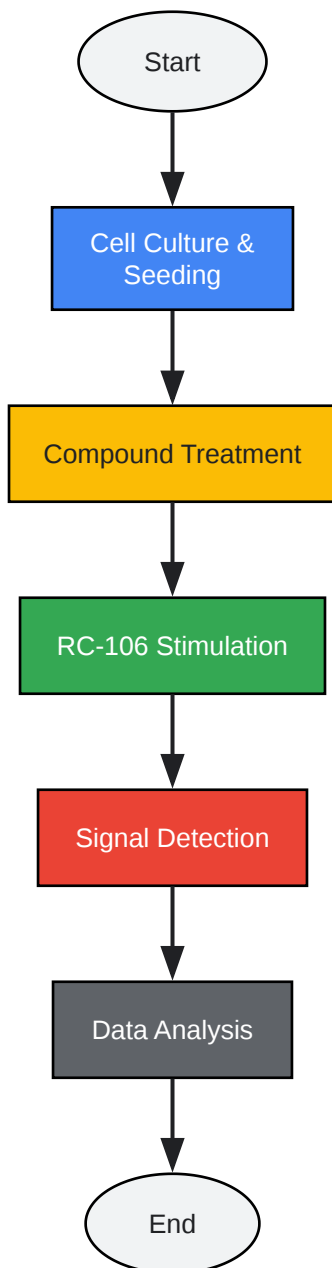 Start
Cell Culture &
Seeding
Compound Treatment
RC-106 Stimulation
Signal Detection
Data Analysis
End